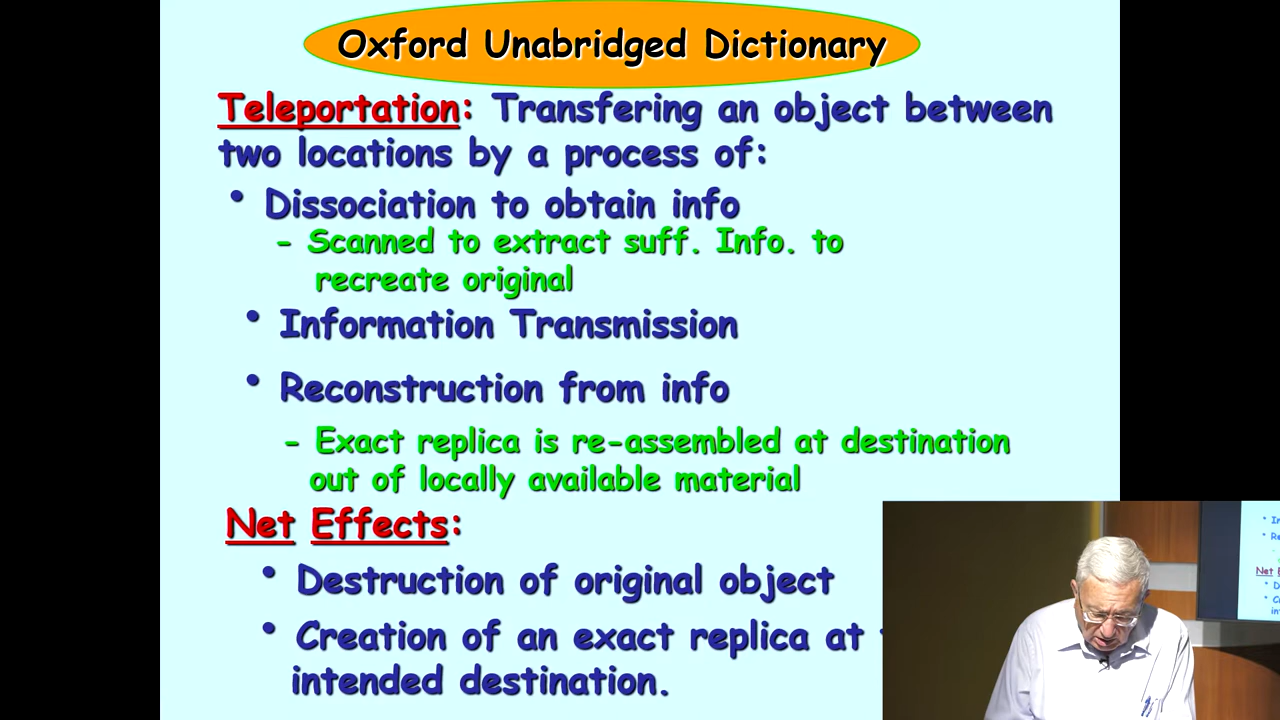 Oxford Unabridged Dictionary
Teleportation: Transfering an object between
two locations by a process of:
• Dissociation to obtain info
- Scanned to extract suff. Info. to
recreate original
• Information Transmission
• Reconstruction from info
- Exact replica is re-assembled at destination
out of locally available material
Net Effects:
• Destruction of original object
• Creation of an exact replica at
intended destination.
Net